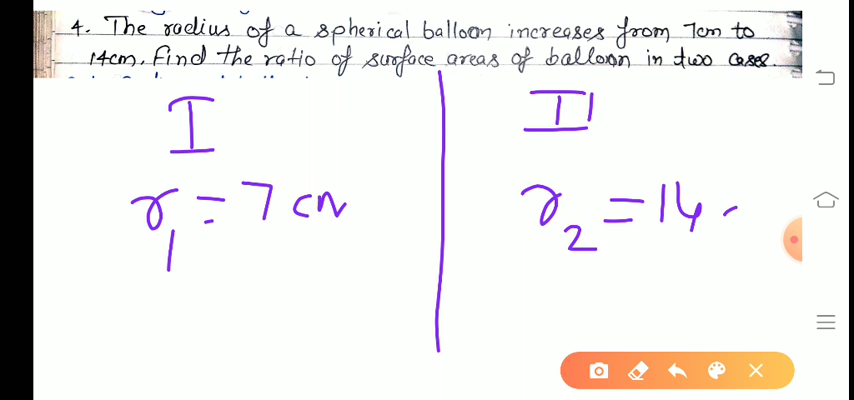 4. The radius of a spherical balloon increases from 7cm to
14cm. Find the ratio of surface areas of balloon in two cases.
I
II
r₁ = 7 cm
r₂ = 14